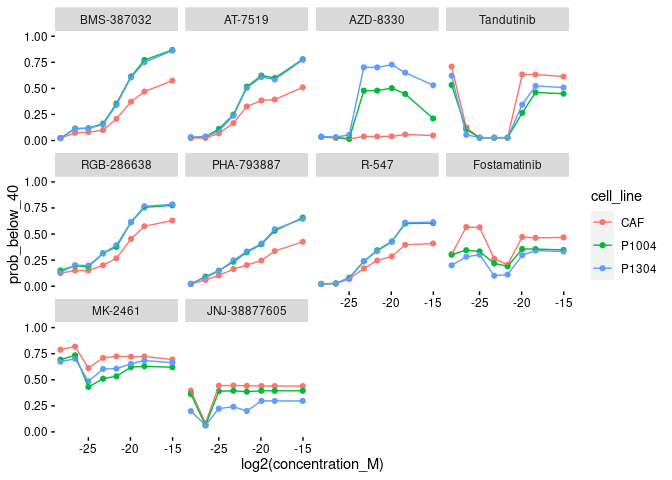 BMS-387032 AT-7519 AZD-8330 Tandutinib
1.00
0.75
0.50
0.25
0.00
RGB-286638 PHA-793887 R-547 Fostamatinib
1.00
0.75
0.50
0.25
0.00
-25 -20 -15 -25 -20 -15
MK-2461 JNJ-38877605
1.00
0.75
0.50
0.25
0.00
-25 -20 -15 -25 -20 -15
log2(concentration_M)
prob_below_40
cell_line
CAF
P1004
P1304